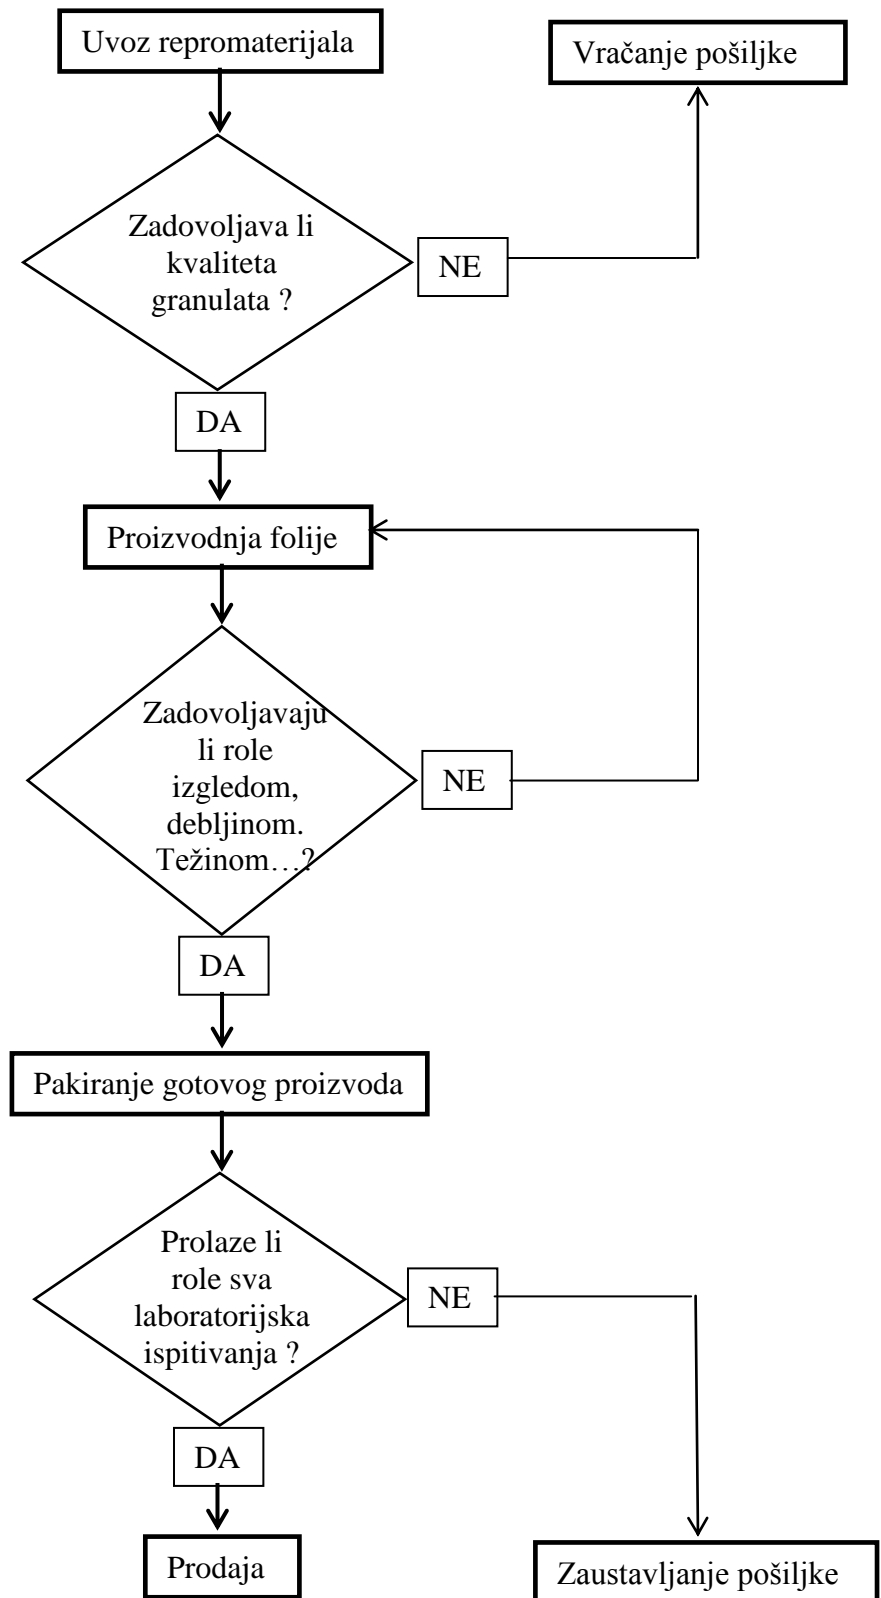 Uvoz repromaterijala
Vračanje pošiljke
Zadovoljava li
kvaliteta
granulata ?
NE
DA
Proizvodnja folije
Zadovoljavaju
li role
izgledom,
debljinom.
Težinom…?
NE
DA
Pakiranje gotovog proizvoda
Prolaze li
role sva
laboratorijska
ispitivanja ?
NE
DA
Prodaja
Zaustavljanje pošiljke